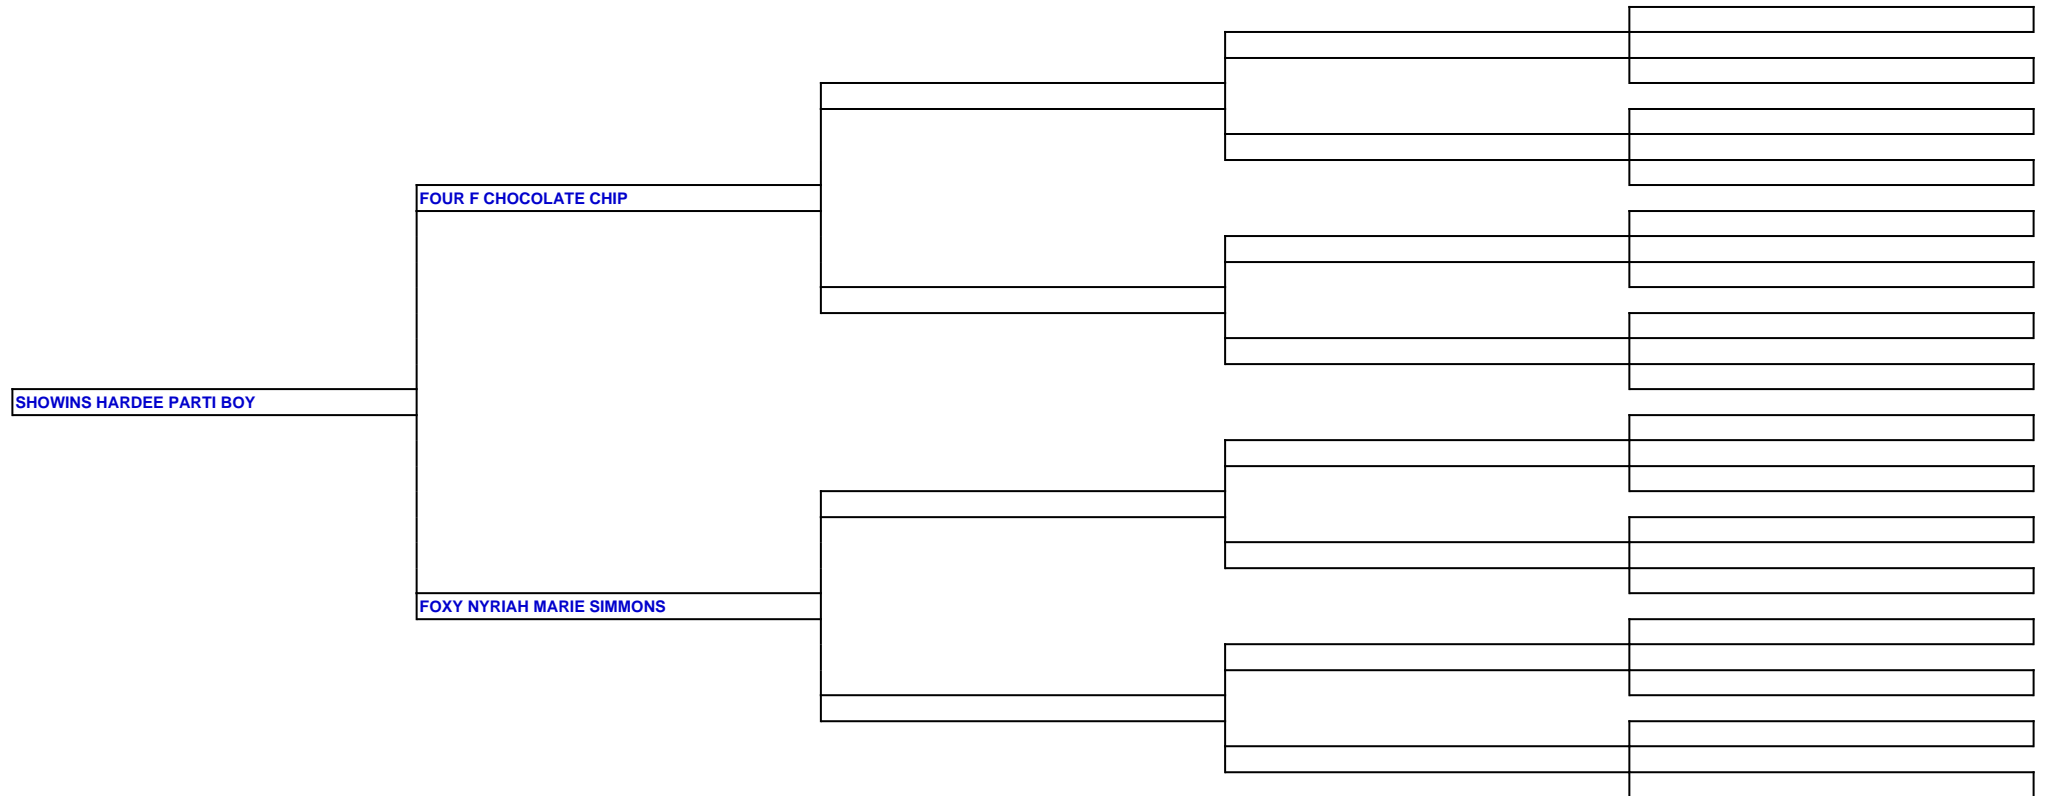 FOUR F CHOCOLATE CHIP
SHOWINS HARDEE PARTI BOY
FOXY NYRIAH MARIE SIMMONS